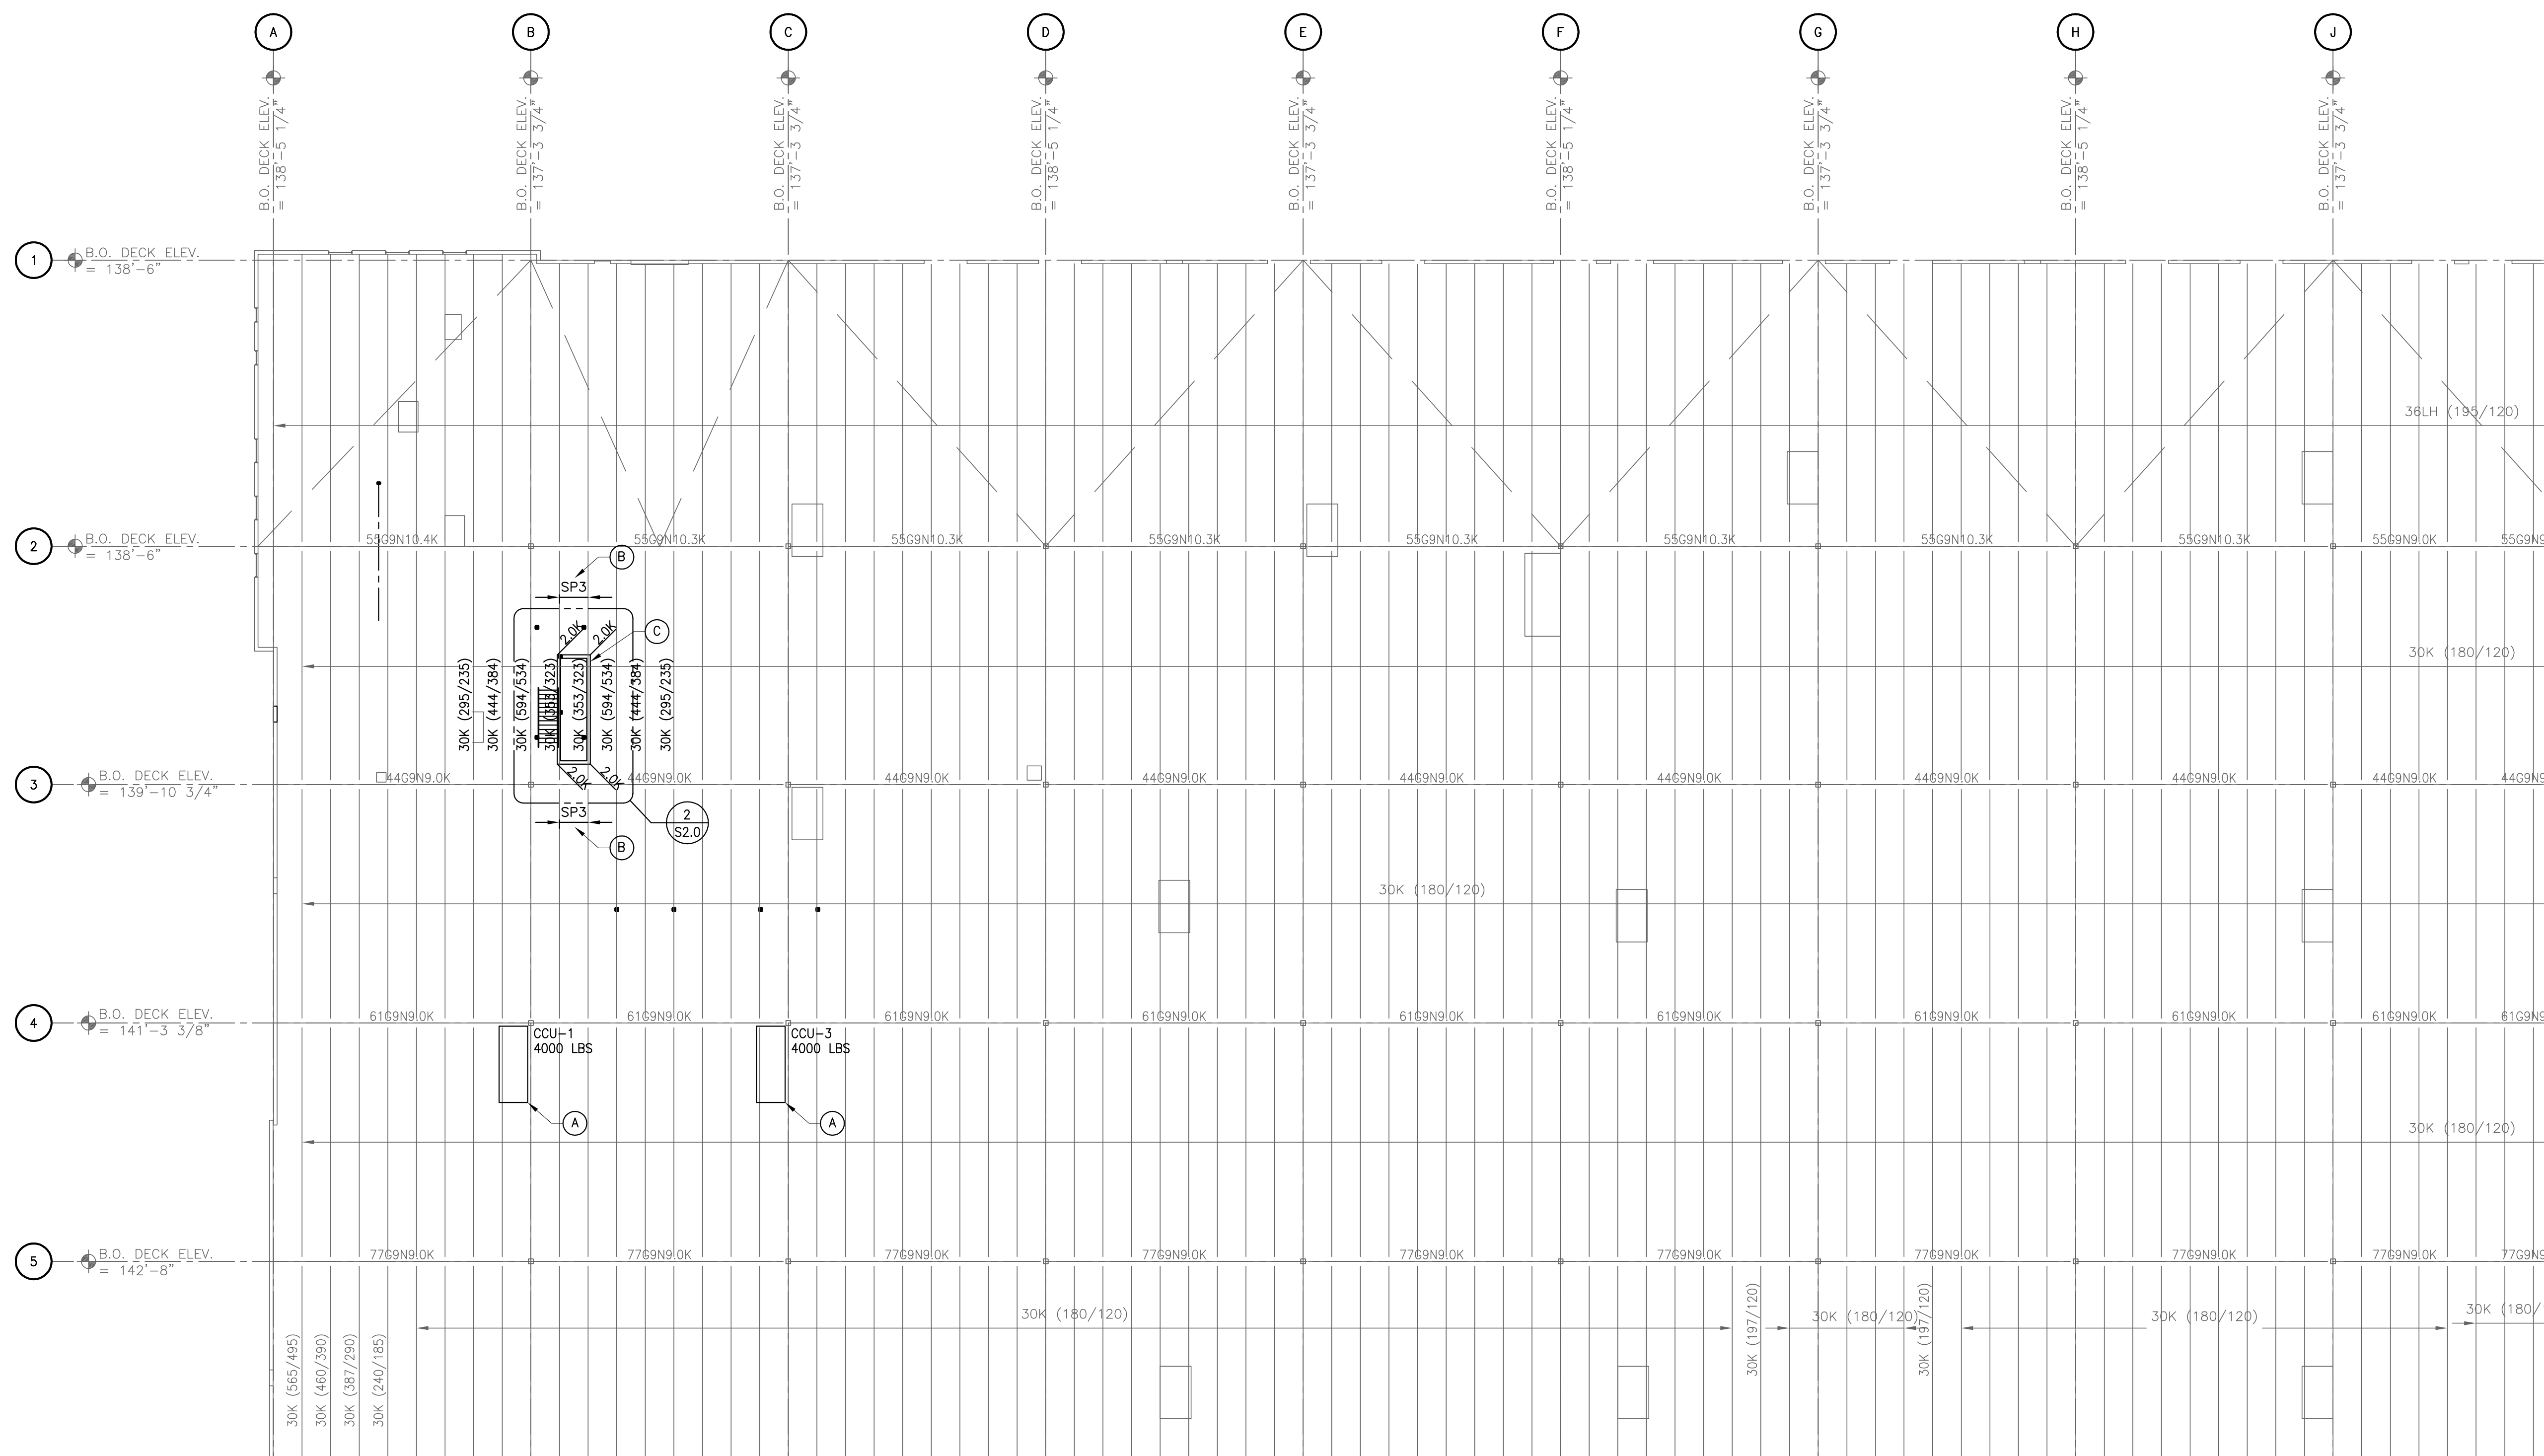 A
B
C
D
E
F
G
H
J
B.O. DECK ELEV.
= 138'-5 1/4"
B.O. DECK ELEV.
= 137'-3 3/4"
B.O. DECK ELEV.
= 137'-3 3/4"
B.O. DECK ELEV.
= 138'-5 1/4"
B.O. DECK ELEV.
= 137'-3 3/4"
B.O. DECK ELEV.
= 138'-5 1/4"
B.O. DECK ELEV.
= 137'-3 3/4"
B.O. DECK ELEV.
= 138'-5 1/4"
B.O. DECK ELEV.
= 137'-3 3/4"
1
B.O. DECK ELEV.
= 138'-6"
36LH (195/120)
2
B.O. DECK ELEV.
= 138'-6"
55G9N10.4K
55G9N10.3K
55G9N10.3K
55G9N10.3K
55G9N10.3K
55G9N10.3K
55G9N10.3K
55G9N10.3K
55G9N9.0K
55G9N9
B
SP3
2.0K
2.0K
C
30K (295/235)
30K (444/384)
30K (594/534)
30K (353/323)
30K (353/323)
30K (594/534)
30K (444/384)
30K (295/235)
30K (180/120)
3
B.O. DECK ELEV.
= 139'-10 3/4"
2.0K
2.0K
44G9N9.0K
44G9N9.0K
44G9N9.0K
44G9N9.0K
44G9N9.0K
44G9N9.0K
44G9N9.0K
44G9N9.0K
44G9N9.0K
44G9N9
SP3
2
S2.0
B
30K (180/120)
4
B.O. DECK ELEV.
= 141'-3 3/8"
61G9N9.0K
61G9N9.0K
61G9N9.0K
61G9N9.0K
61G9N9.0K
61G9N9.0K
61G9N9.0K
61G9N9.0K
61G9N9.0K
61G9N9
CCU-1
4000 LBS
CCU-3
4000 LBS
A
A
30K (180/120)
5
B.O. DECK ELEV.
= 142'-8"
77G9N9.0K
77G9N9.0K
77G9N9.0K
77G9N9.0K
77G9N9.0K
77G9N9.0K
77G9N9.0K
77G9N9.0K
77G9N9.0K
77G9N9
30K (565/495)
30K (460/390)
30K (387/290)
30K (240/185)
30K (180/120)
30K (197/120)
30K (180/120)
30K (197/120)
30K (180/120)
30K (180/